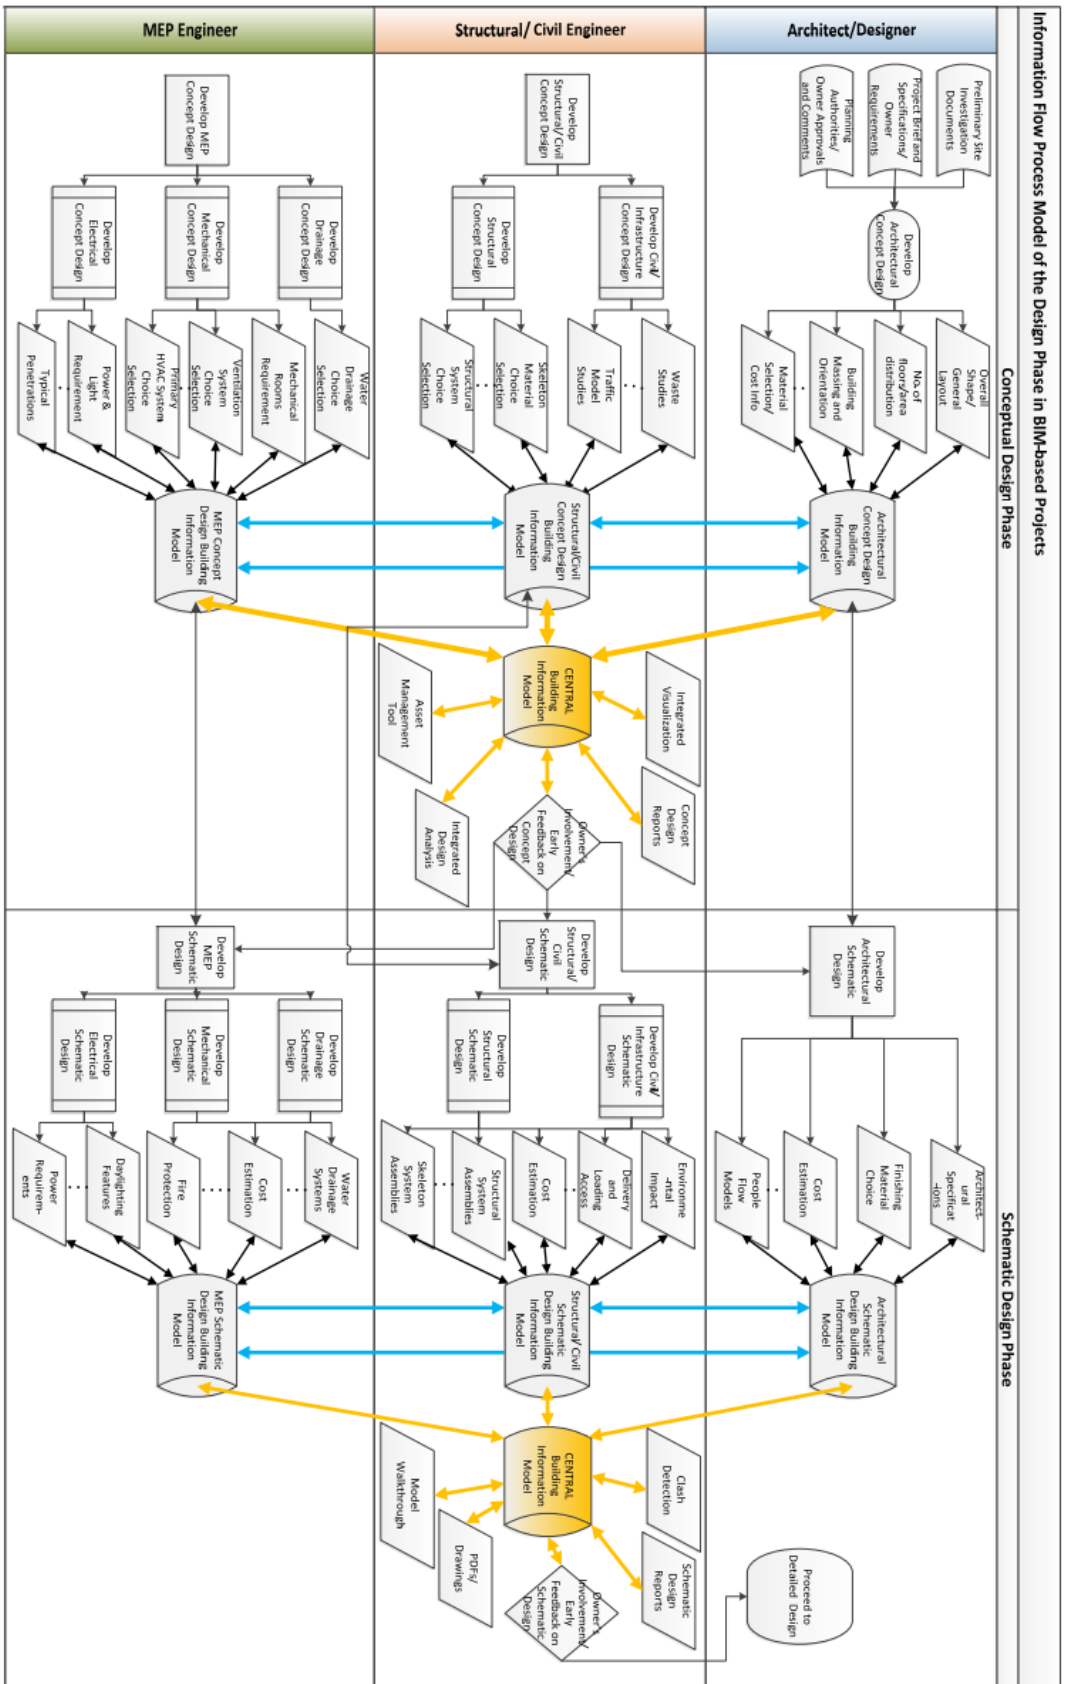 Information Flow Process Model of the Design Phase in BIM-based Projects
Conceptual Design Phase
Schematic Design Phase
Architect/Designer
Preliminary Site
Investigation
Documents
Project Brief and
Specifications/
Owner
Requirements
Planning
Authorities/
Owner Approvals
and Comments
Develop
Architectural
Concept Design
Overall
Shape/
General
Layout
No. of
floors/area
distribution
Building
Massing and
Orientation
Material
Selection/
Cost Info
Architectural
Concept Design
Building
Information
Model
Develop
Architectural
Schematic
Design
Architect-
ural
Specificat
-ions
Finishing
Material
Choice
Cost
Estimation
People
Flow
Models
Architectural
Schematic
Design Building
Information
Model
Proceed to
Detailed Design
Structural/ Civil Engineer
Develop
Structural/ Civil
Concept Design
Develop Civil/
Infrastructure
Concept Design
Develop
Structural
Concept Design
Waste
Studies
Traffic
Model
Studies
Skeleton
Material
Choice
Selection
Structural
System
Choice
Selection
Structural/Civil
Concept Design
Building
Information
Model
CENTRAL
Building
Information
Model
Integrated
Visualization
Concept
Design
Reports
Asset
Management
Tool
Integrated
Design
Analysis
Owner's
Involvement/
Early
Feedback on
Concept
Design
Develop
Structural/
Civil
Schematic
Design
Develop Civil/
Infrastructure
Schematic
Design
Develop
Structural
Schematic
Design
Environme
-ntal
Impact
Delivery
and
Loading
Access
Cost
Estimation
Structural
System
Assemblies
Skeleton
System
Assemblies
Structural/ Civil
Schematic
Design Building
Information
Model
CENTRAL
Building
Information
Model
Clash
Detection
Schematic
Design
Reports
Model
Walkthrough
PDFs/
Drawings
Owner's
Involvement/
Early
Feedback on
Schematic
Design
MEP Engineer
Develop MEP
Concept Design
Develop
Drainage
Concept Design
Develop
Mechanical
Concept Design
Develop
Electrical
Concept Design
Water
Drainage
Choice
Selection
Mechanical
Rooms
Requirement
Ventilation
System
Choice
Selection
Primary
HVAC System
Choice
Selection
Power &
Light
Requirement
Typical
Penetrations
MEP Concept
Design Building
Information
Model
Develop
MEP
Schematic
Design
Develop
Drainage
Schematic
Design
Develop
Mechanical
Schematic
Design
Develop
Electrical
Schematic
Design
Water
Drainage
Systems
Cost
Estimation
Fire
Protection
Daylighting
Features
Power
Requirem-
ents
MEP Schematic
Design Building
Information
Model